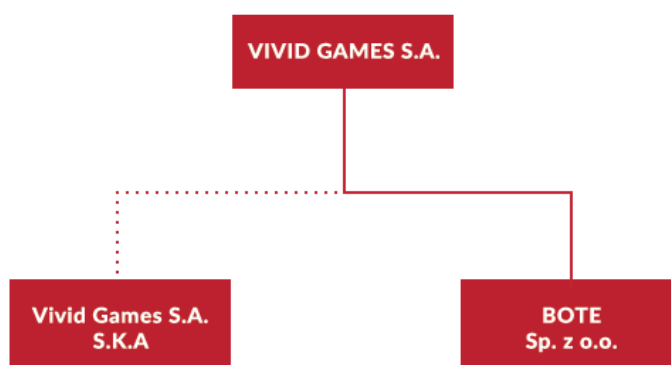 VIVID GAMES S.A.
Vivid Games S.A.
S.K.A
BOTE
Sp. z o.o.